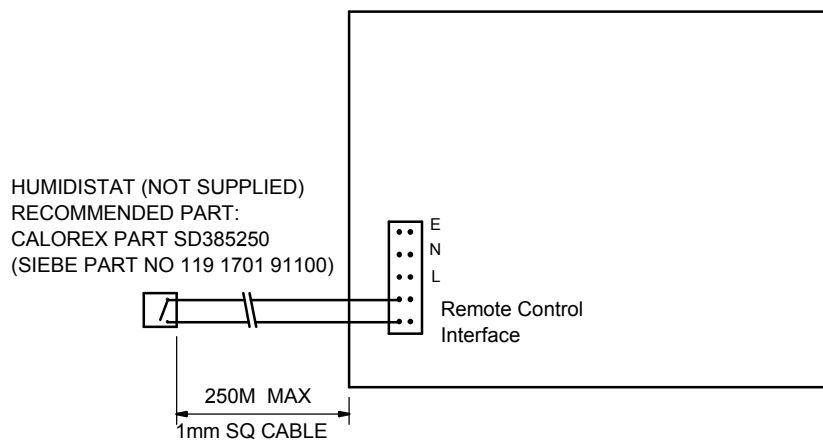 HUMIDISTAT (NOT SUPPLIED)
RECOMMENDED PART:
CALOREX PART SD385250
(SIEBE PART NO 119 1701 91100)
E
N
L
Remote Control
Interface
250M MAX
1mm SQ CABLE